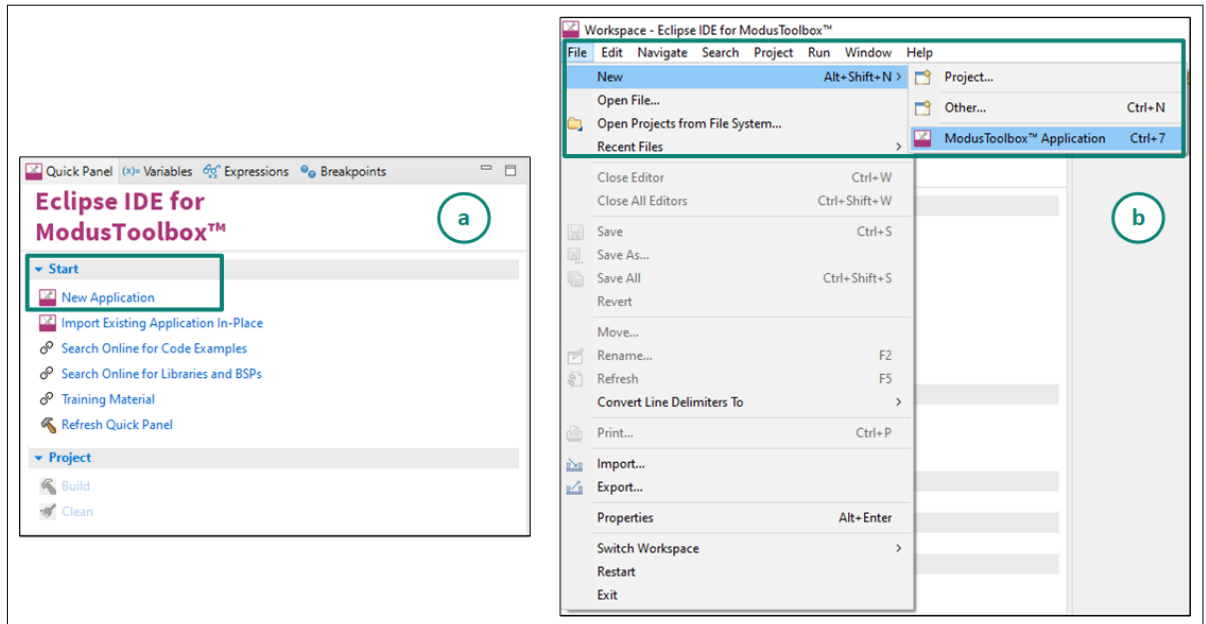 Quick Panel (x)= Variables Expressions Breakpoints
Eclipse IDE for
ModusToolbox™
a
Start
New Application
Import Existing Application In-Place
Search Online for Code Examples
Search Online for Libraries and BSPs
Training Material
Refresh Quick Panel
Project
Build
Clean
Workspace - Eclipse IDE for ModusToolbox™
File Edit Navigate Search Project Run Window Help
New Alt+Shift+N > Project...
Open File... Other... Ctrl+N
Open Projects from File System...
Recent Files > ModusToolbox™ Application Ctrl+7
Close Editor Ctrl+W
Close All Editors Ctrl+Shift+W
b
Save Ctrl+S
Save As...
Save All Ctrl+Shift+S
Revert
Move...
Rename... F2
Refresh F5
Convert Line Delimiters To >
Print... Ctrl+P
Import...
Export...
Properties Alt+Enter
Switch Workspace >
Restart
Exit